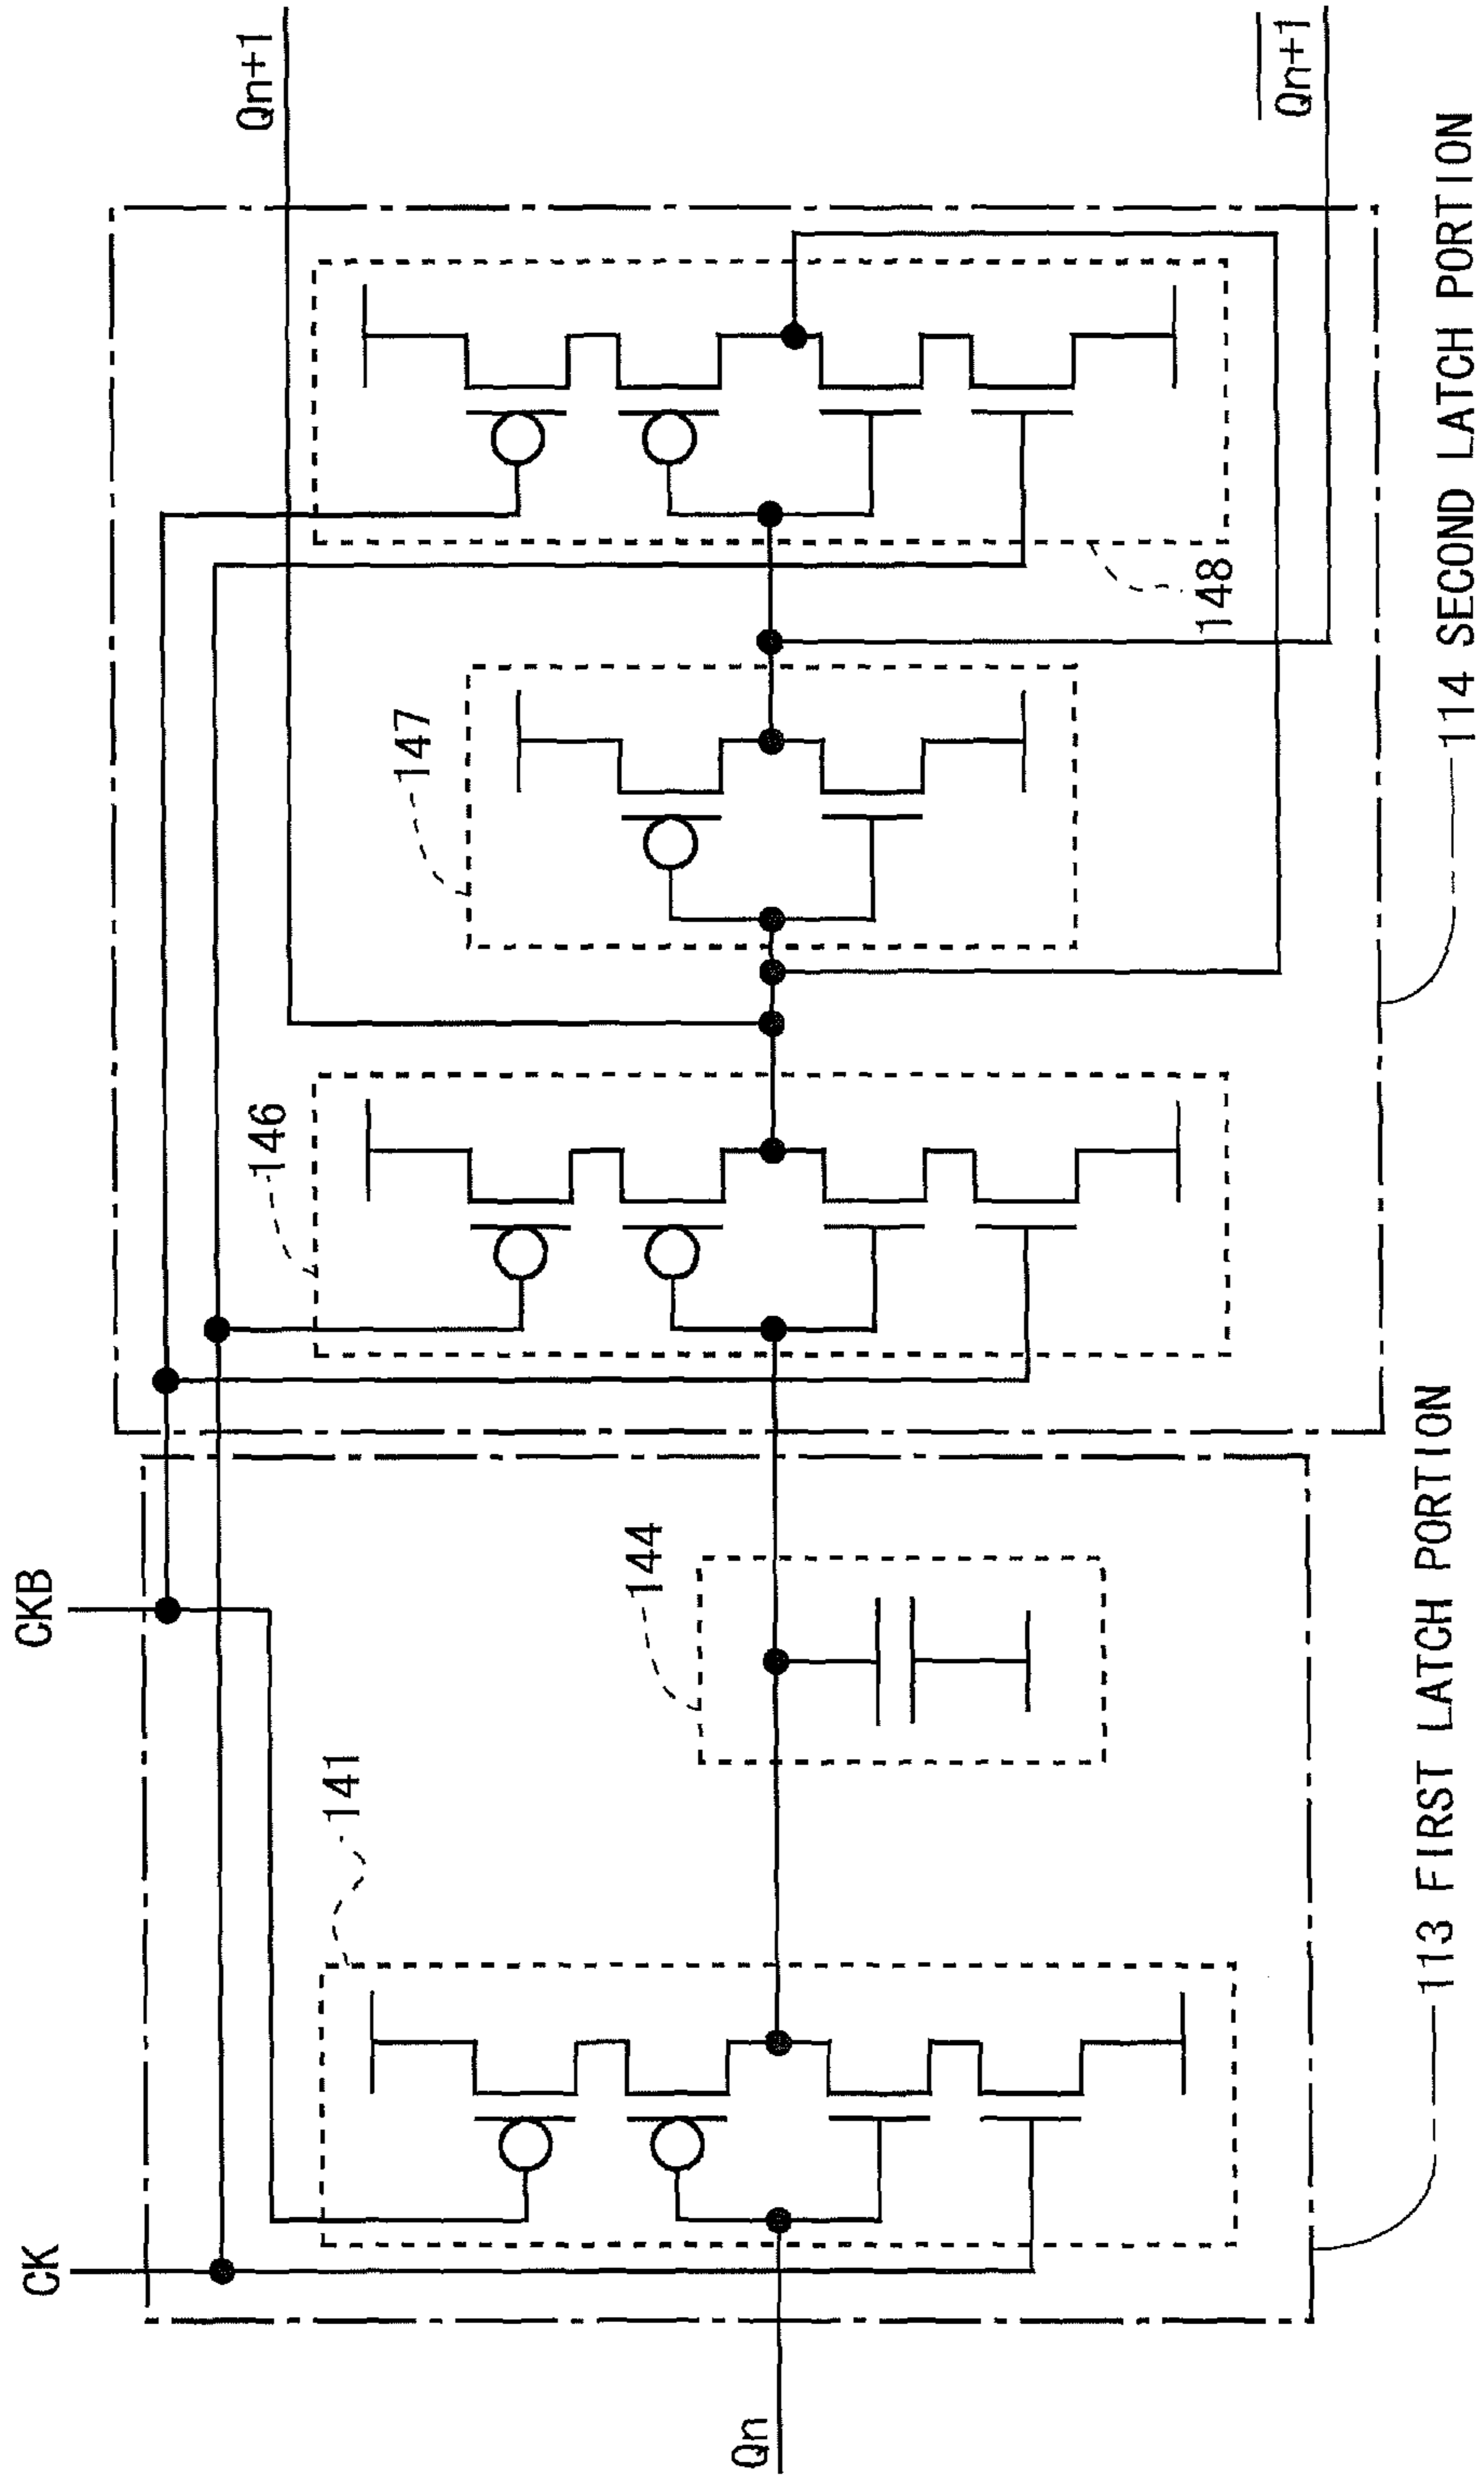 CK
CKB
Qn+1
Qn
141
144
146
147
148
Qn+1
113 FIRST LATCH PORTION
114 SECOND LATCH PORTION